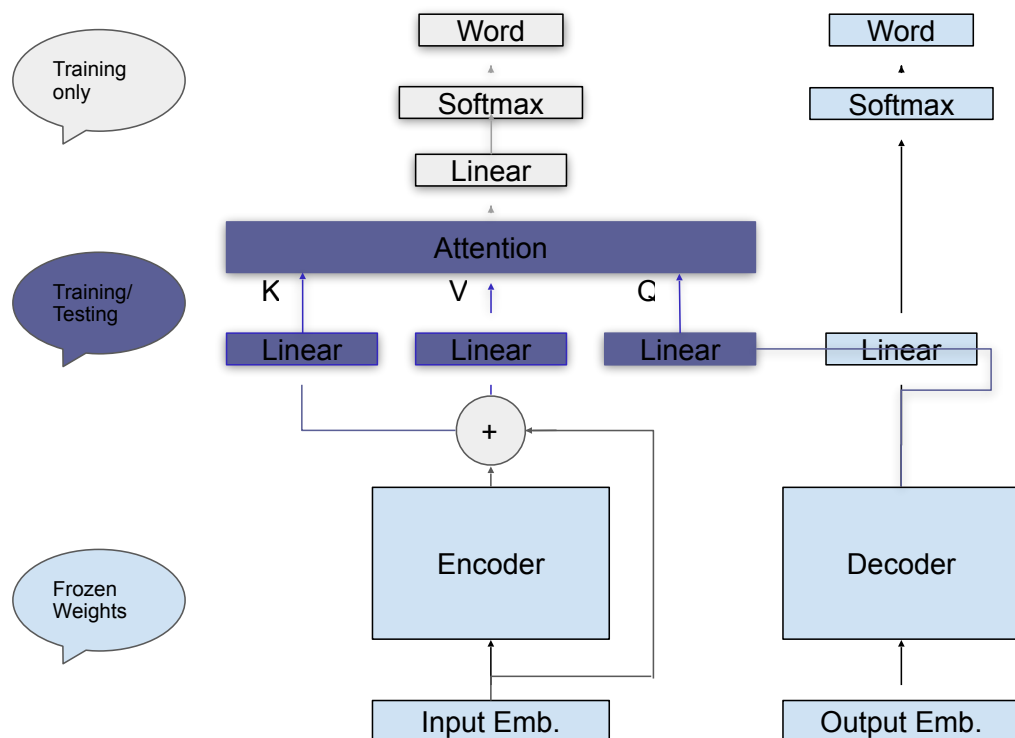 Word
Word
Training
only
Softmax
Softmax
Linear
Attention
Training/
Testing
K
V
Q
Linear
Linear
Linear
Linear
+
Encoder
Decoder
Frozen
Weights
Input Emb.
Output Emb.